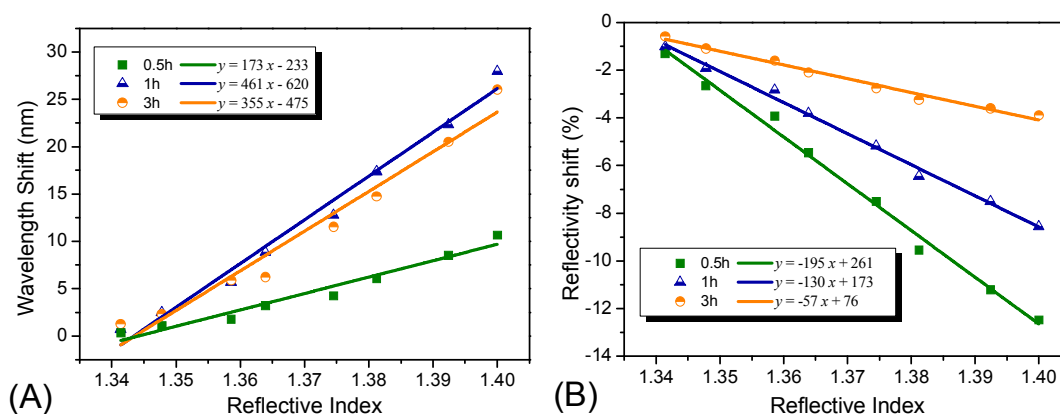 30
25
20
15
10
5
0
Wavelength Shift (nm)
0.5h y = 173 x - 233
1h y = 461 x - 620
3h y = 355 x - 475
1.34 1.35 1.36 1.37 1.38 1.39 1.40
Reflective Index
(A)
0
-2
-4
-6
-8
-10
-12
-14
Reflectivity shift (%)
0.5h y = -195 x + 261
1h y = -130 x + 173
3h y = -57 x + 76
1.34 1.35 1.36 1.37 1.38 1.39 1.40
Reflective Index
(B)